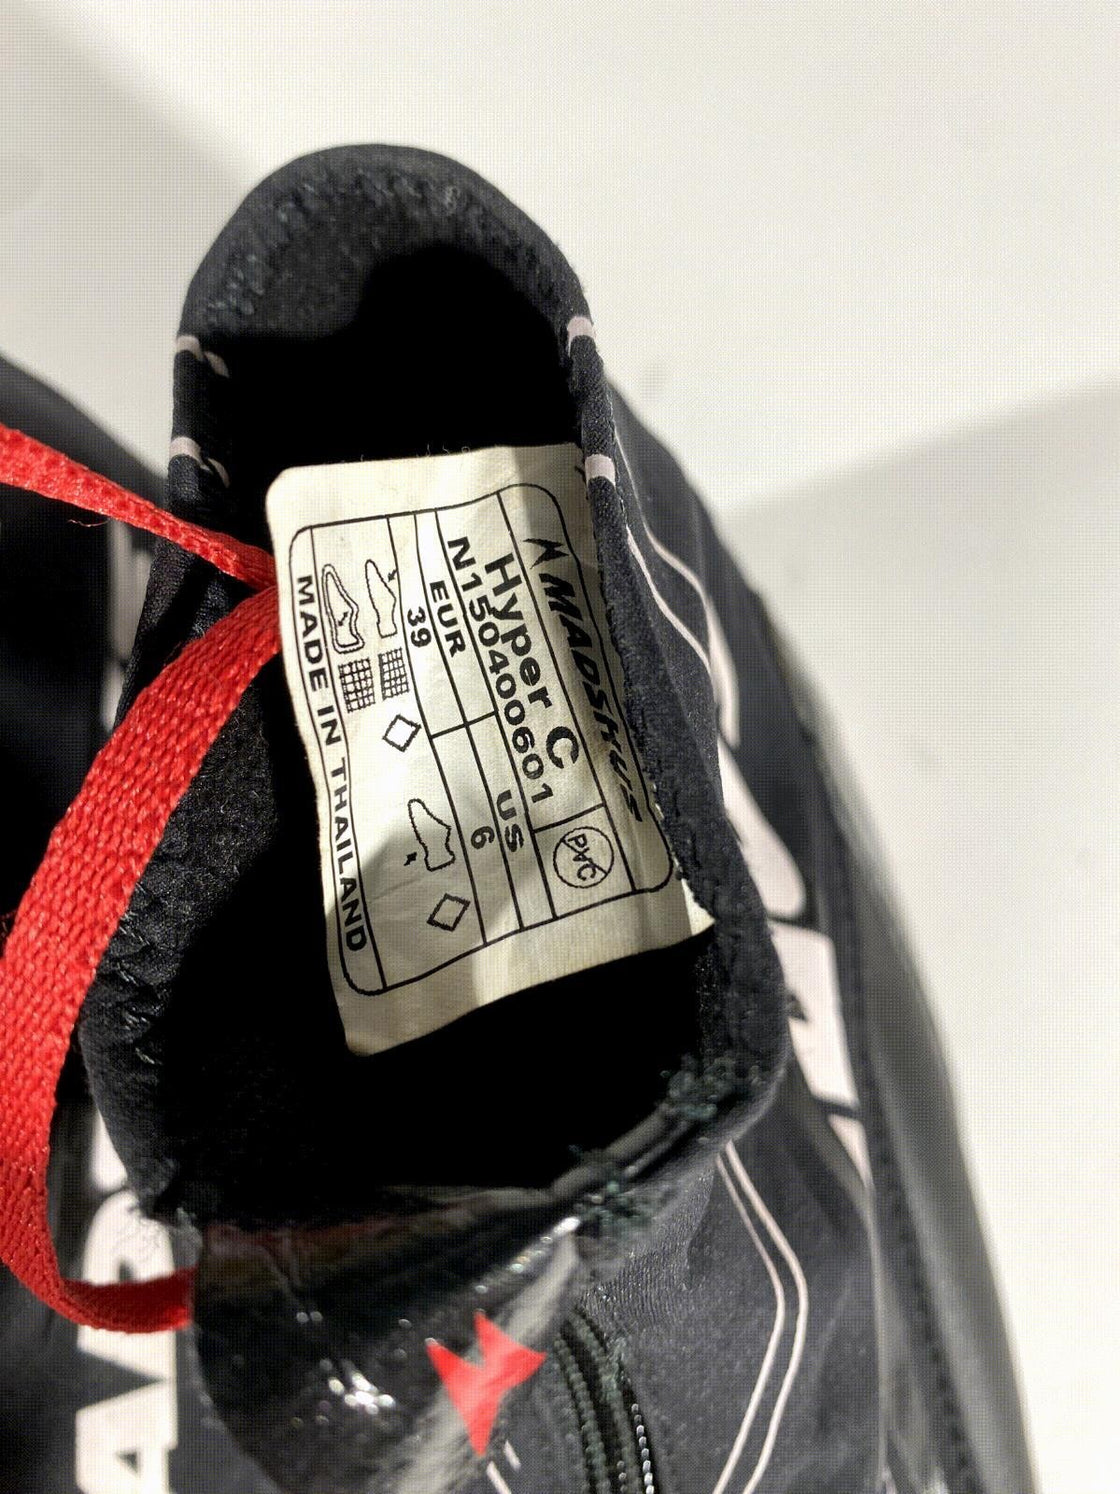 MADSHUS
Hyper C
N150400601
PVC
EUR
US
39
6
MADE IN THAILAND